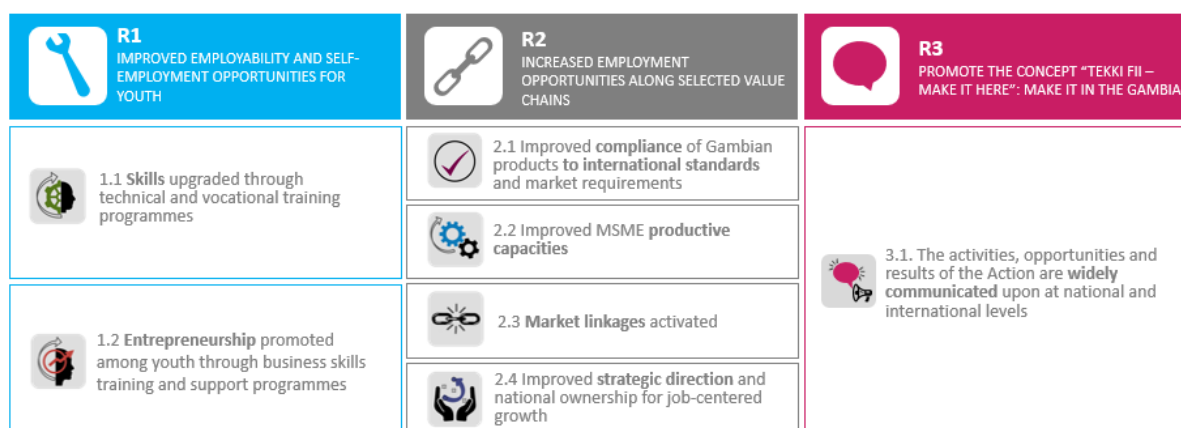 R1
IMPROVED EMPLOYABILITY AND SELF-
EMPLOYMENT OPPORTUNITIES FOR
YOUTH
1.1 Skills upgraded through
technical and vocational training
programmes
1.2 Entrepreneurship promoted
among youth through business skills
training and support programmes
R2
INCREASED EMPLOYMENT
OPPORTUNITIES ALONG SELECTED VALUE
CHAINS
2.1 Improved compliance of Gambian
products to international standards
and market requirements
2.2 Improved MSME productive
capacities
2.3 Market linkages activated
2.4 Improved strategic direction and
national ownership for job-centered
growth
R3
PROMOTE THE CONCEPT “TEKKI FII –
MAKE IT HERE”: MAKE IT IN THE GAMBIA
3.1. The activities, opportunities and
results of the Action are widely
communicated upon at national and
international levels